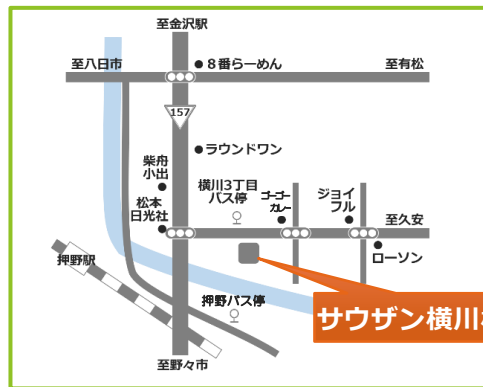 至金沢駅
至八日市
８番らーめん
至有松
157
ラウンドワン
柴舟
小出
横川3丁目
バス停
ゴーゴー
カレー
ジョイ
フル
松本
日光社
至久安
ローソン
押野駅
押野バス停
サウザン横川
至野々市